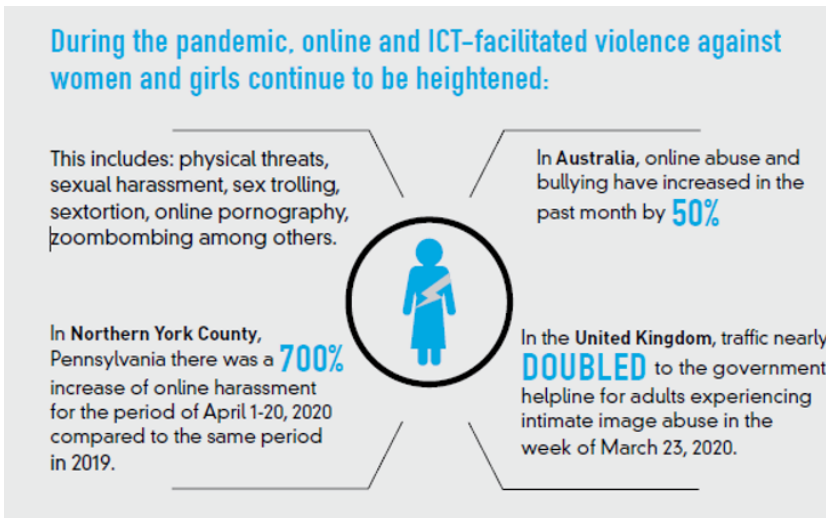 During the pandemic, online and ICT-facilitated violence against
women and girls continue to be heightened:
This includes: physical threats,
sexual harassment, sex trolling,
sextortion, online pornography,
zoombombing among others.
In Australia, online abuse and
bullying have increased in the
past month by 50%
In Northern York County,
Pennsylvania there was a 700%
increase of online harassment
for the period of April 1-20, 2020
compared to the same period
in 2019.
In the United Kingdom, traffic nearly
DOUBLED to the government
helpline for adults experiencing
intimate image abuse in the
week of March 23, 2020.